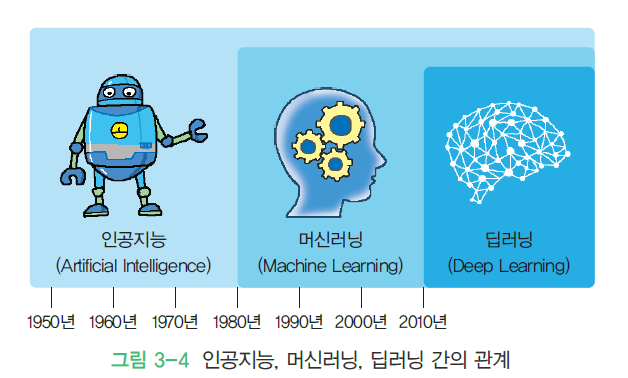 인공지능
(Artificial Intelligence)
머신러닝
(Machine Learning)
딥러닝
(Deep Learning)
1950년 1960년 1970년 1980년 1990년 2000년 2010년
그림 3-4 인공지능, 머신러닝, 딥러닝 간의 관계